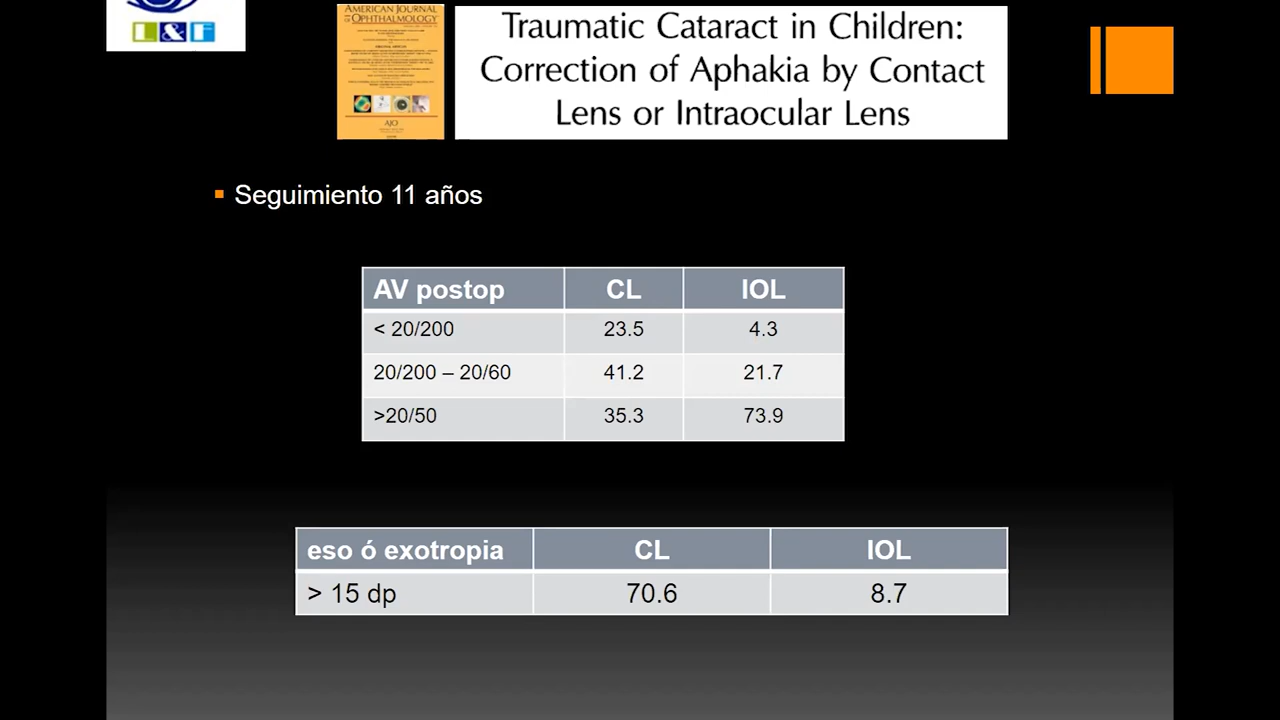 L&F
AMERICAN JOURNAL
OF OPHTHALMOLOGY
AJO
Traumatic Cataract in Children:
Correction of Aphakia by Contact
Lens or Intraocular Lens
Seguimiento 11 años
AV postop CL IOL
< 20/200 23.5 4.3
20/200 – 20/60 41.2 21.7
>20/50 35.3 73.9
eso ó exotropia CL IOL
> 15 dp 70.6 8.7